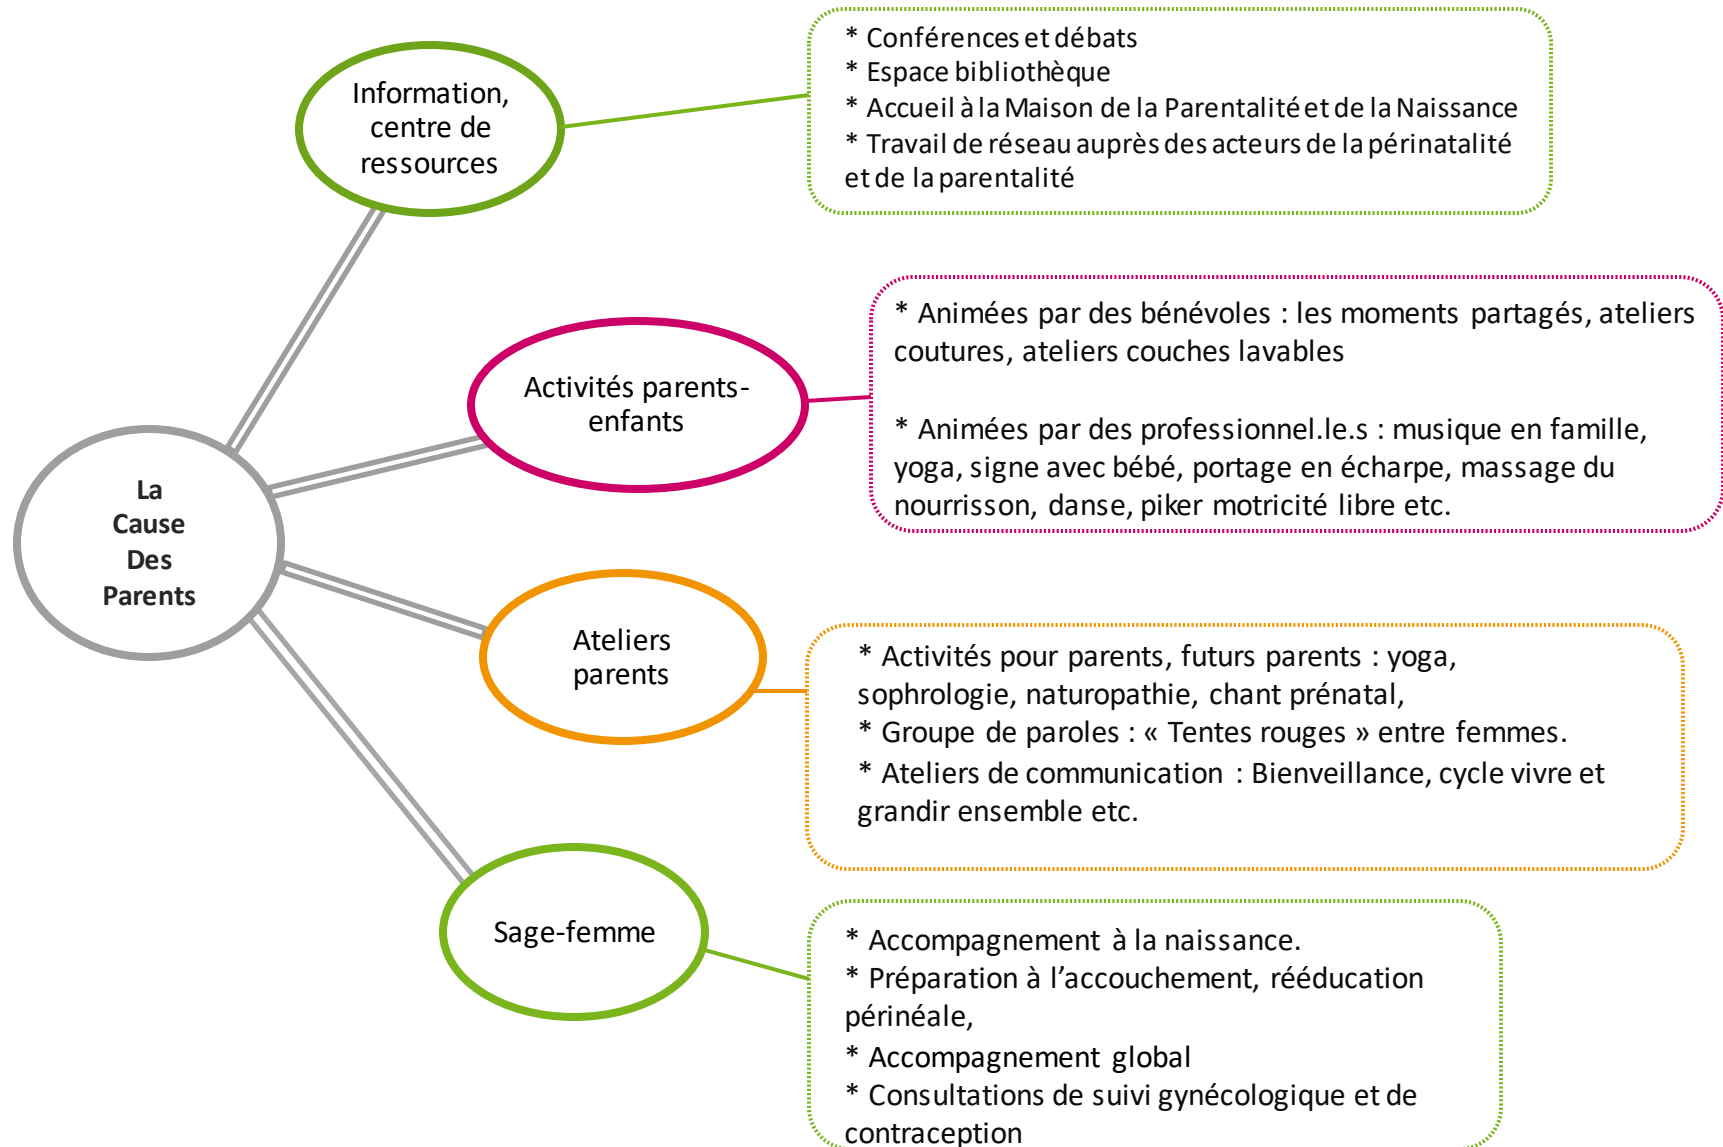 Information,
centre de
ressources
* Conférences et débats
* Espace bibliothèque
* Accueil à la Maison de la Parentalité et de la Naissance
* Travail de réseau auprès des acteurs de la périnatalité
et de la parentalité
Activités parents-
enfants
* Animées par des bénévoles : les moments partagés, ateliers
coutures, ateliers couches lavables
* Animées par des professionnel.le.s : musique en famille,
yoga, signe avec bébé, portage en écharpe, massage du
nourrisson, danse, piker motricité libre etc.
La
Cause
Des
Parents
Ateliers
parents
* Activités pour parents, futurs parents : yoga,
sophrologie, naturopathie, chant prénatal,
* Groupe de paroles : « Tentes rouges » entre femmes.
* Ateliers de communication : Bienveillance, cycle vivre et
grandir ensemble etc.
Sage-femme
* Accompagnement à la naissance.
* Préparation à l’accouchement, rééducation
périnéale,
* Accompagnement global
* Consultations de suivi gynécologique et de
contraception